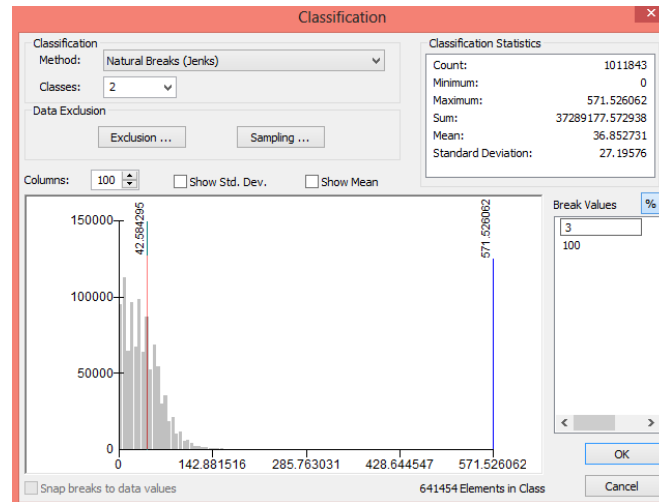 Classification
×
Classification
Method: Natural Breaks (Jenks)
Classes: 2
Data Exclusion
Exclusion ... Sampling ...
Classification Statistics
Count: 1011843
Minimum: 0
Maximum: 571.526062
Sum: 37289177.572938
Mean: 36.852731
Standard Deviation: 27.19576
Columns: 100 Show Std. Dev. Show Mean
Break Values %
3
100
42.584295
571.526062
150000
100000
50000
0
0 142.881516 285.763031 428.644547 571.526062
Snap breaks to data values
641454 Elements in Class
OK
Cancel